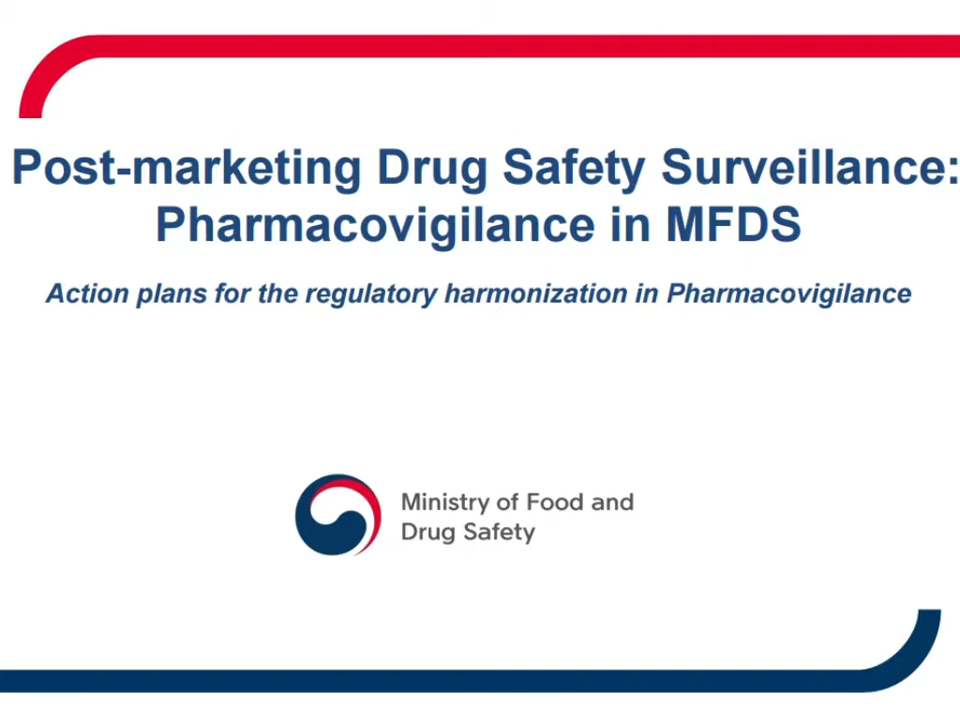 Post-marketing Drug Safety Surveillance:
Pharmacovigilance in MFDS
Action plans for the regulatory harmonization in Pharmacovigilance
Ministry of Food and
Drug Safety